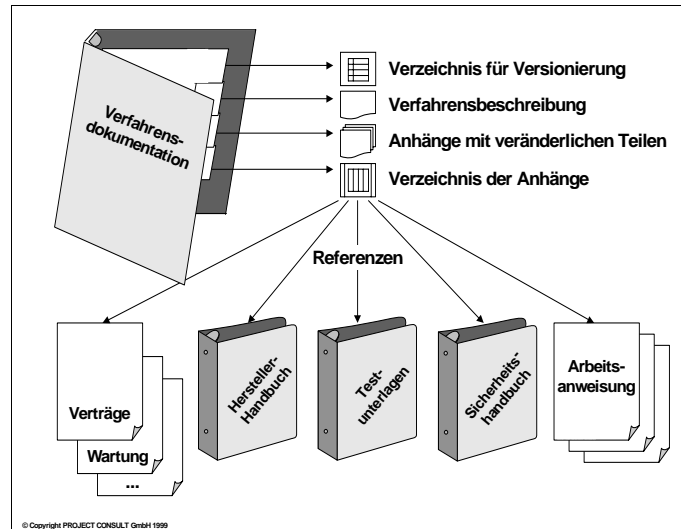 Verfahrens-
dokumentation
Verzeichnis für Versionierung
Verfahrensbeschreibung
Anhänge mit veränderlichen Teilen
Verzeichnis der Anhänge
Referenzen
Verträge
Wartung
...
Hersteller-
Handbuch
Test-
unterlagen
Sicherheits-
handbuch
Arbeits-
anweisung
© Copyright PROJECT CONSULT GmbH 1999